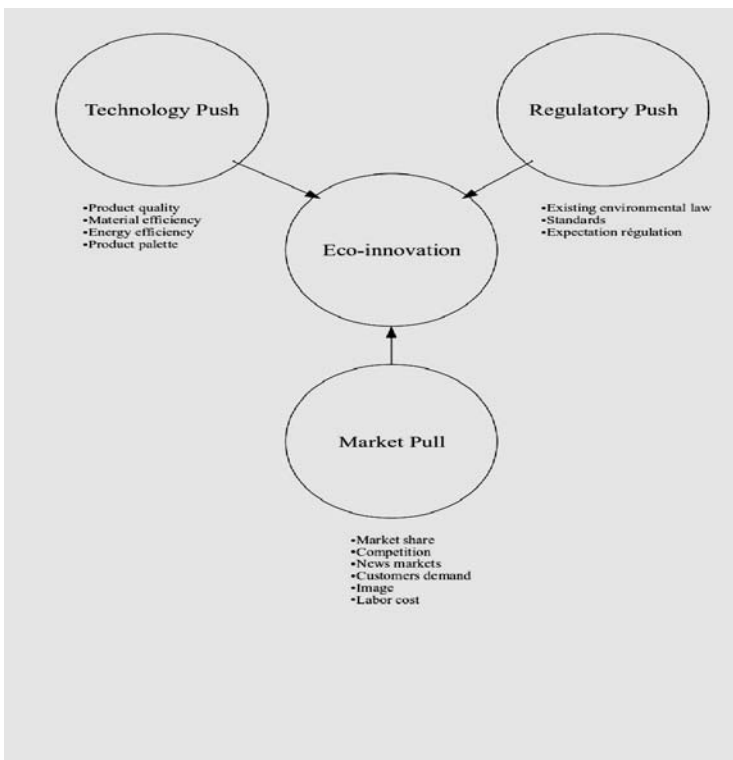 Technology Push
Regulatory Push
•Product quality
•Material efficiency
•Energy efficiency
•Product palette
•Existing environmental law
•Standards
•Expectation régulation
Eco-innovation
Market Pull
•Market share
•Competition
•News markets
•Customers demand
•Image
•Labor cost